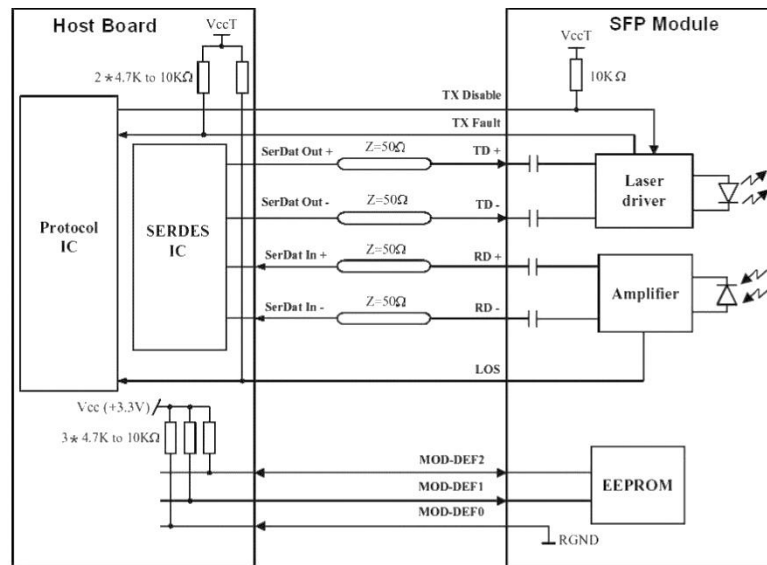 Host Board
SFP Module
VccT
VccT
2 * 4.7K to 10KΩ
10KΩ
TX Disable
TX Fault
SerDat Out +
Z=50Ω
TD +
SerDat Out -
Z=50Ω
TD -
Laser
driver
Protocol
IC
SERDES
IC
SerDat In +
Z=50Ω
RD +
SerDat In -
Z=50Ω
RD -
Amplifier
LOS
Vcc (+3.3V)
3 * 4.7K to 10KΩ
MOD-DEF2
MOD-DEF1
MOD-DEF0
EEPROM
RGND